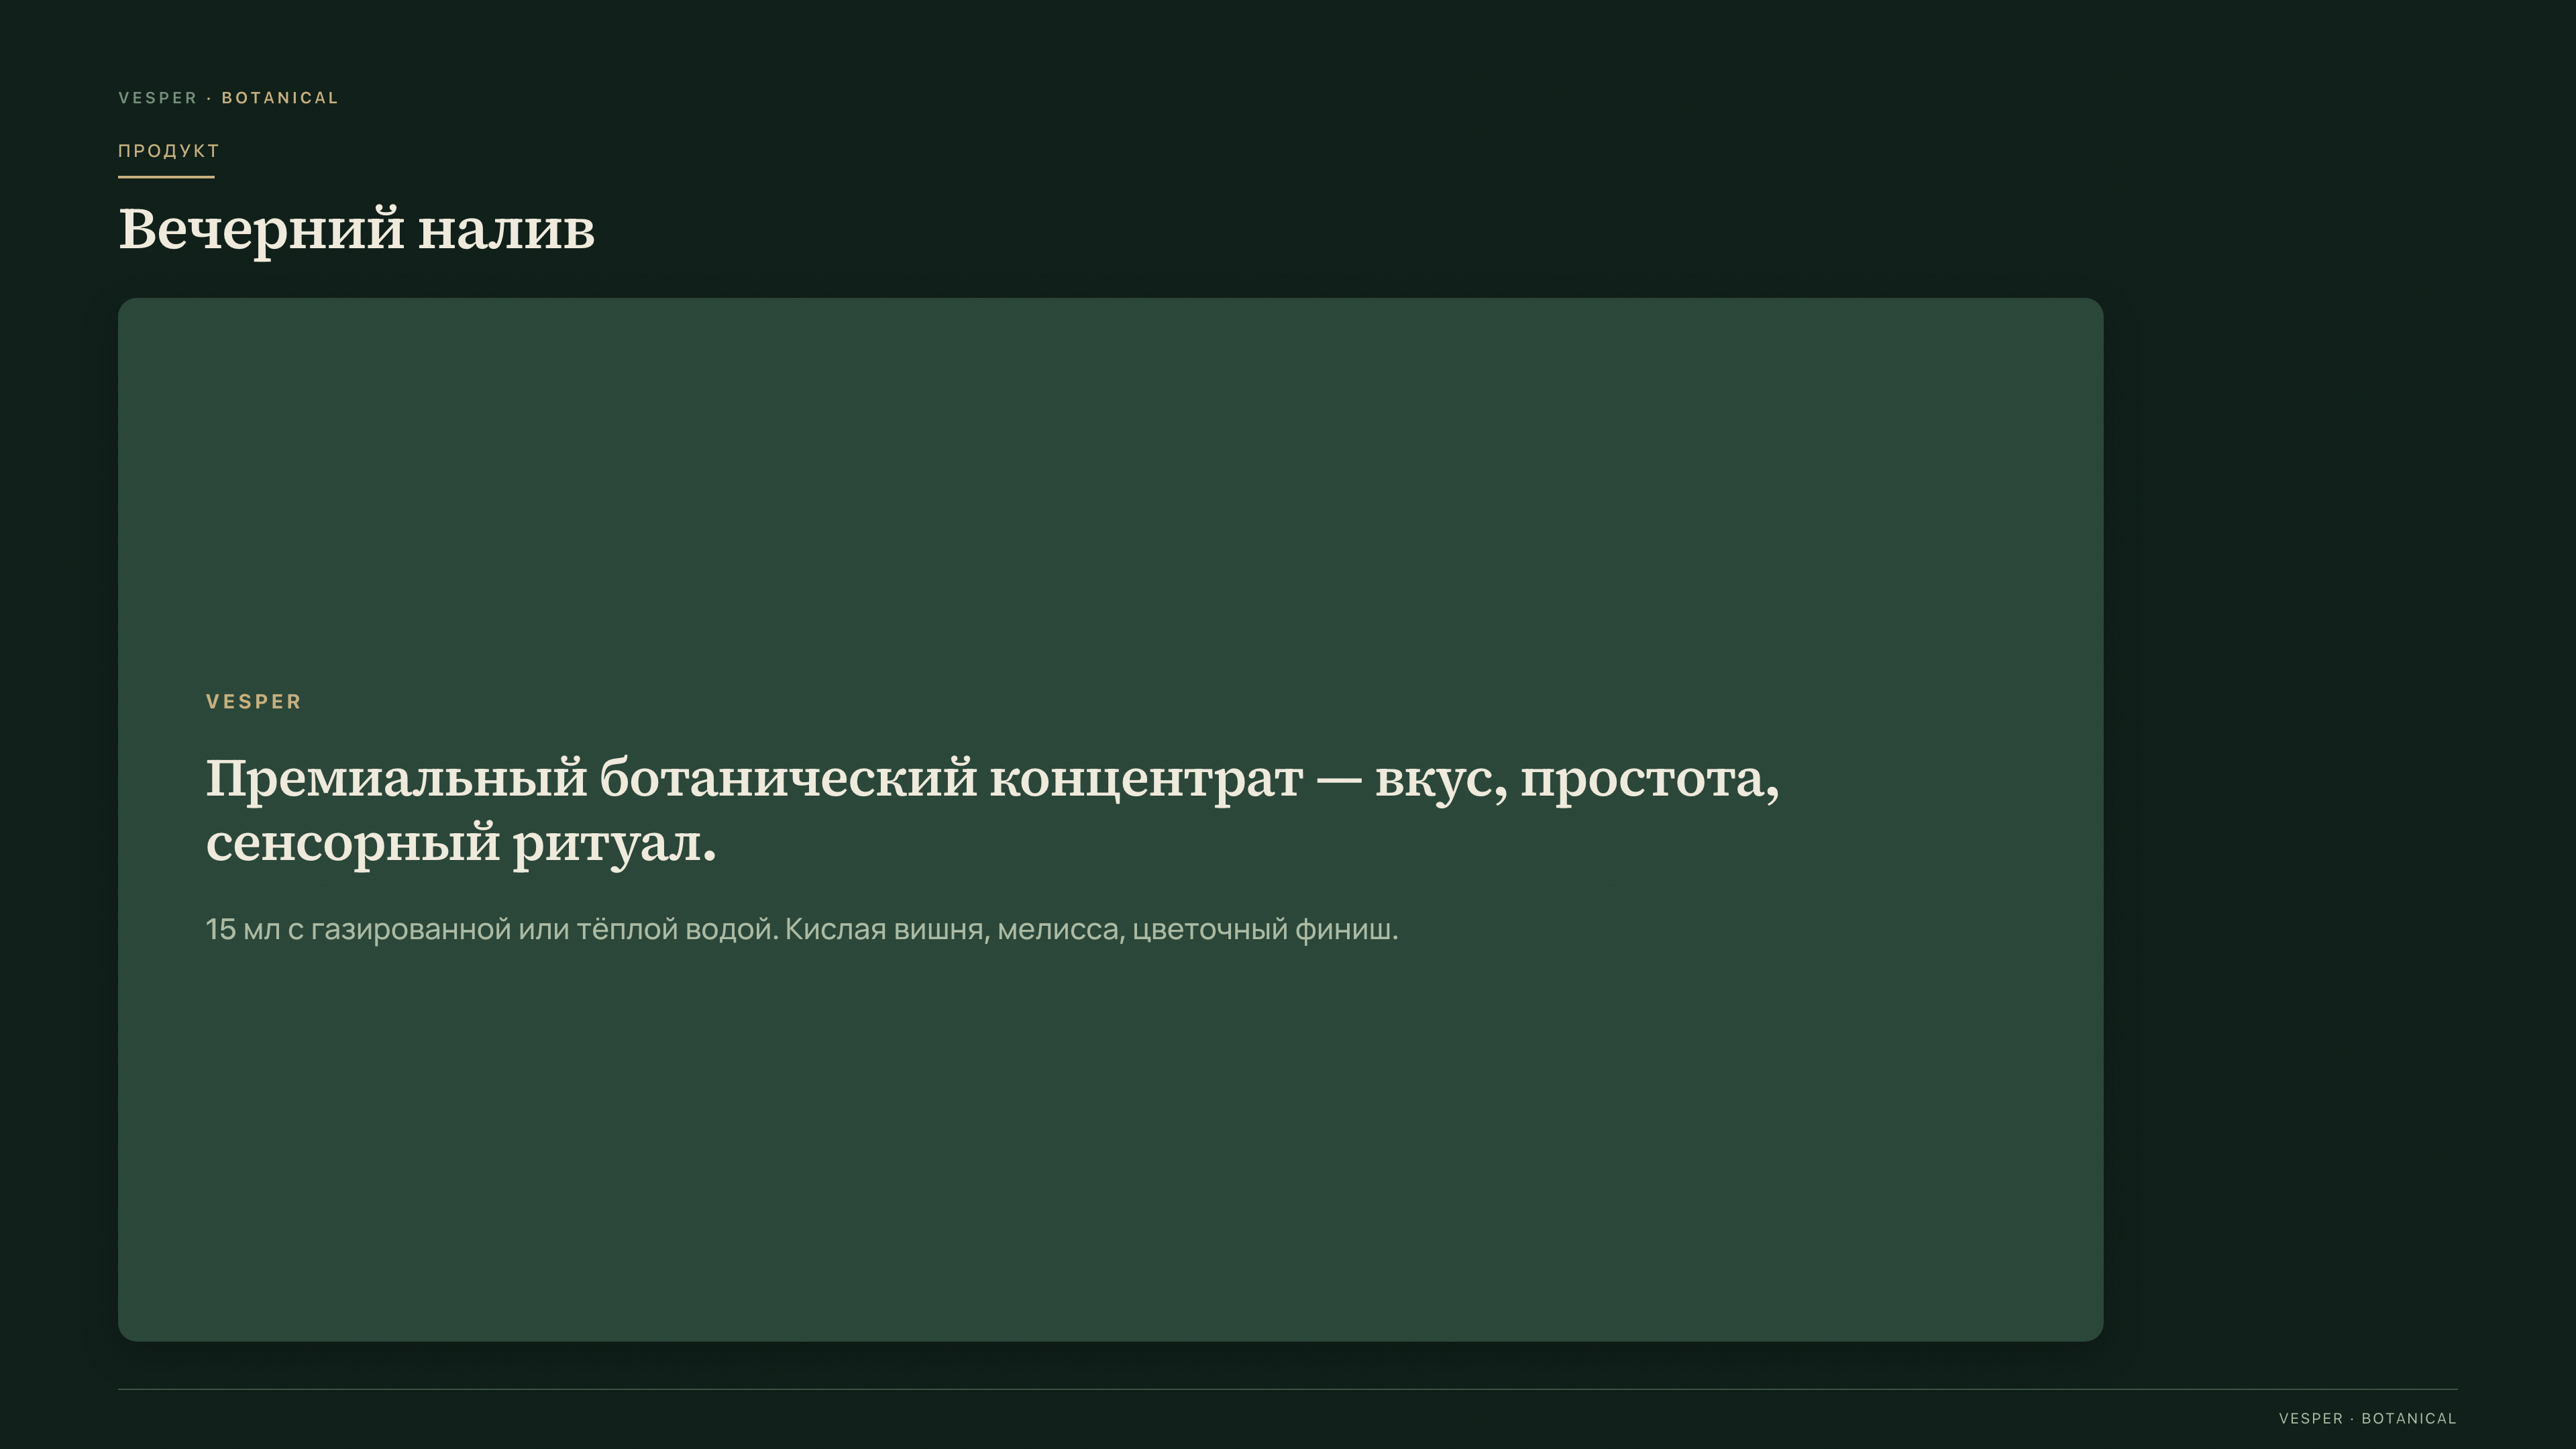 VESPER · BOTANICAL
ПРОДУКТ
Вечерний налив
VESPER
Премиальный ботанический концентрат — вкус, простота,
сенсорный ритуал.
15 мл с газированной или тёплой водой. Кислая вишня, мелисса, цветочный финиш.
VESPER · BOTANICAL